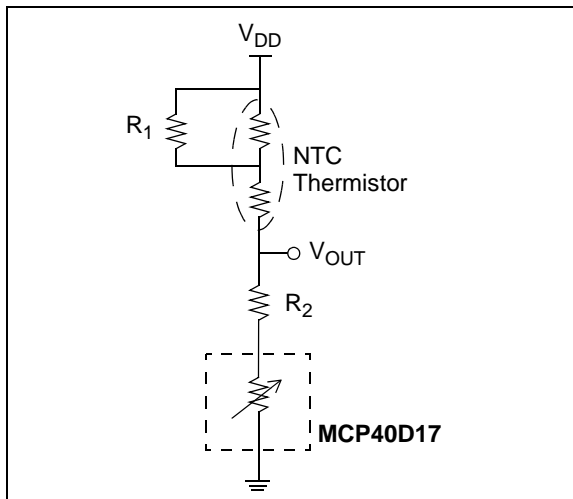 V_DD
R_1
NTC
Thermistor
V_OUT
R_2
MCP40D17